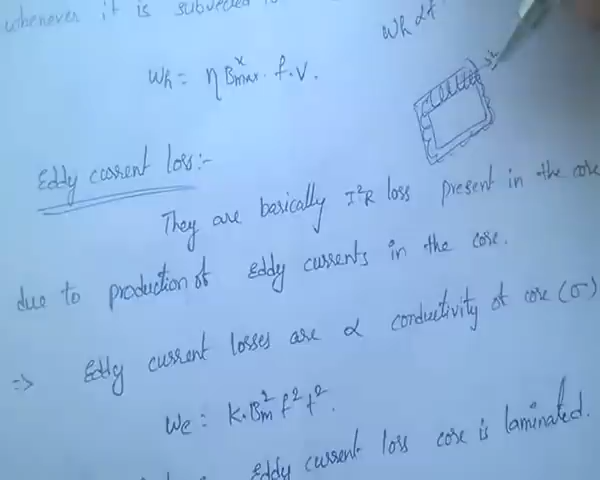 whenever it is subjected to
Wh ∝ f
Wh = η Bmax^x . f . V.
Eddy current loss:-
They are basically I²R loss present in the core
due to production of Eddy currents in the core.
=> Eddy current losses are ∝ conductivity of core (σ)
We = K.Bm² f² t².
Eddy current loss core is laminated.